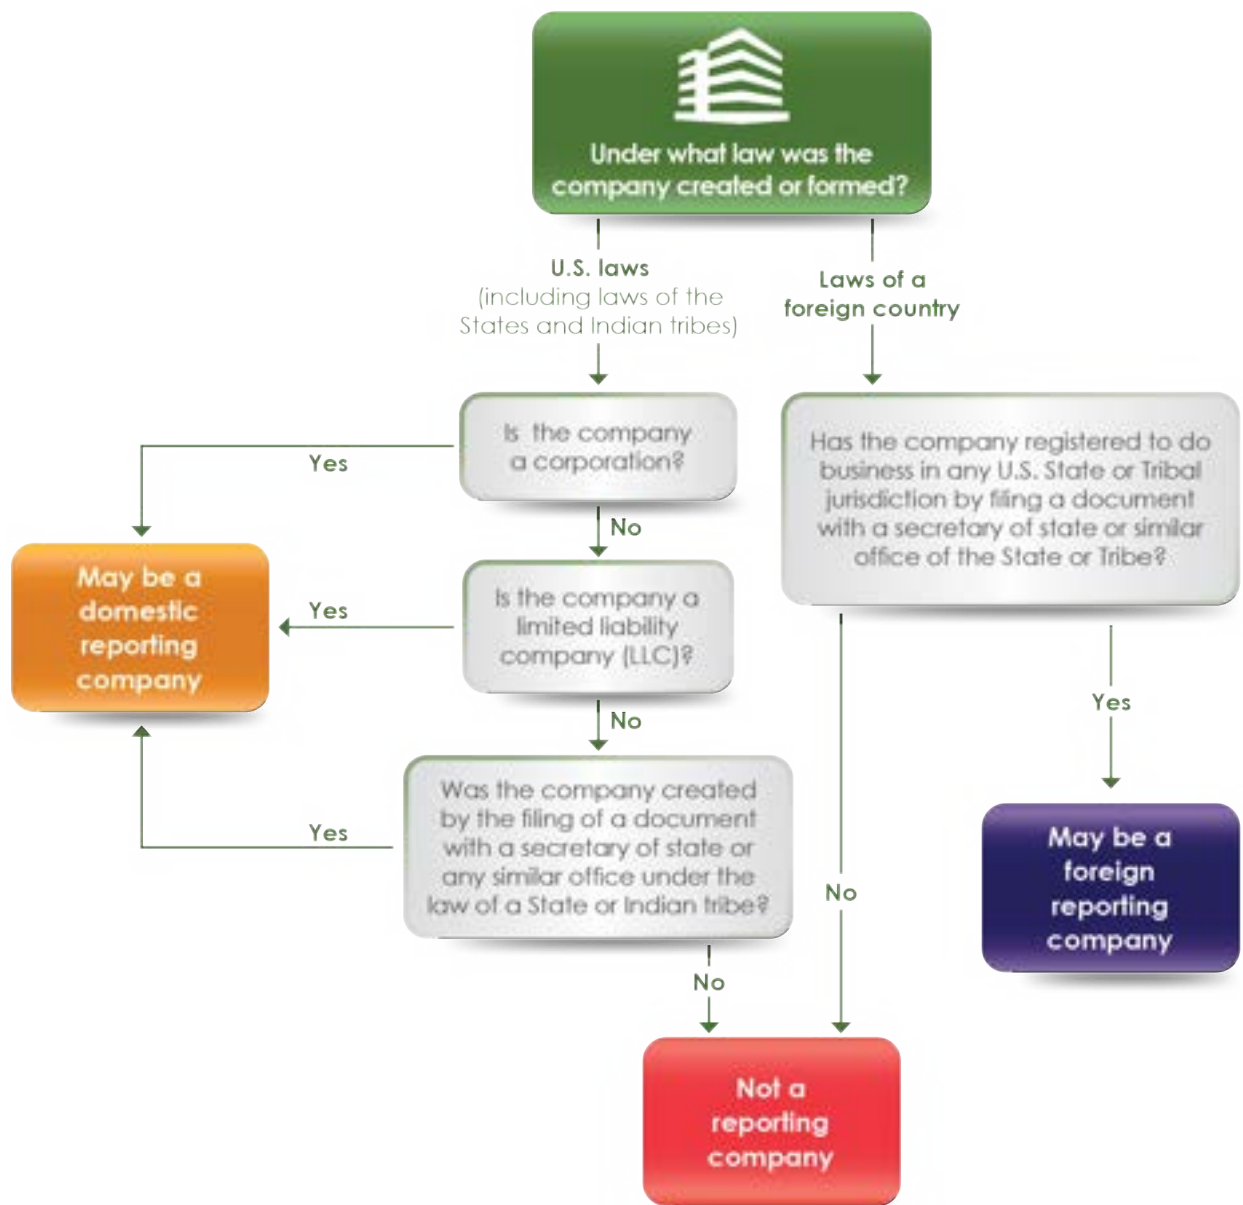 Under what law was the
company created or formed?
U.S. laws
(including laws of the
States and Indian tribes)
Laws of a
foreign country
Is the company
a corporation?
Yes
No
Has the company registered to do
business in any U.S. State or Tribal
jurisdiction by filing a document
with a secretary of state or similar
office of the State or Tribe?
May be a
domestic
reporting
company
Yes
Is the company a
limited liability
company (LLC)?
No
Yes
Was the company created
by the filing of a document
with a secretary of state or
any similar office under the
law of a State or Indian tribe?
Yes
No
May be a
foreign
reporting
company
No
Not a
reporting
company